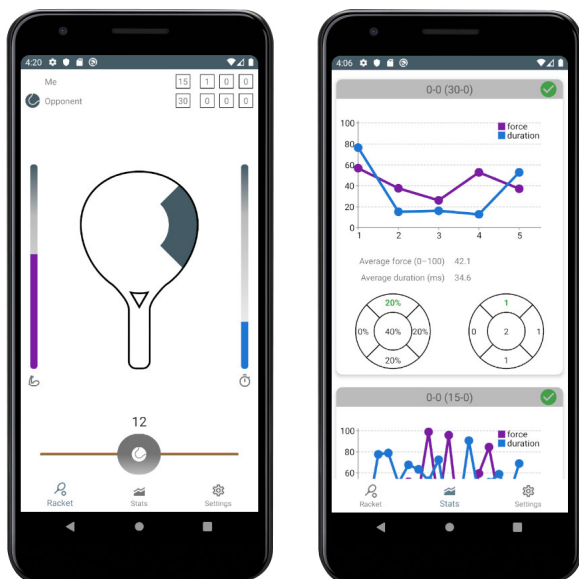 4:20
Me 15 1 0 0
Opponent 30 0 0 0
12
Racket Stats Settings
4:06
0-0 (30-0)
force
duration
100
80
60
40
20
0
1 2 3 4 5
Average force (0–100) 42.1
Average duration (ms) 34.6
20%
0% 40% 20%
20%
1
0 2 1
1
0-0 (15-0)
force
duration
100
80
60
Racket Stats Settings